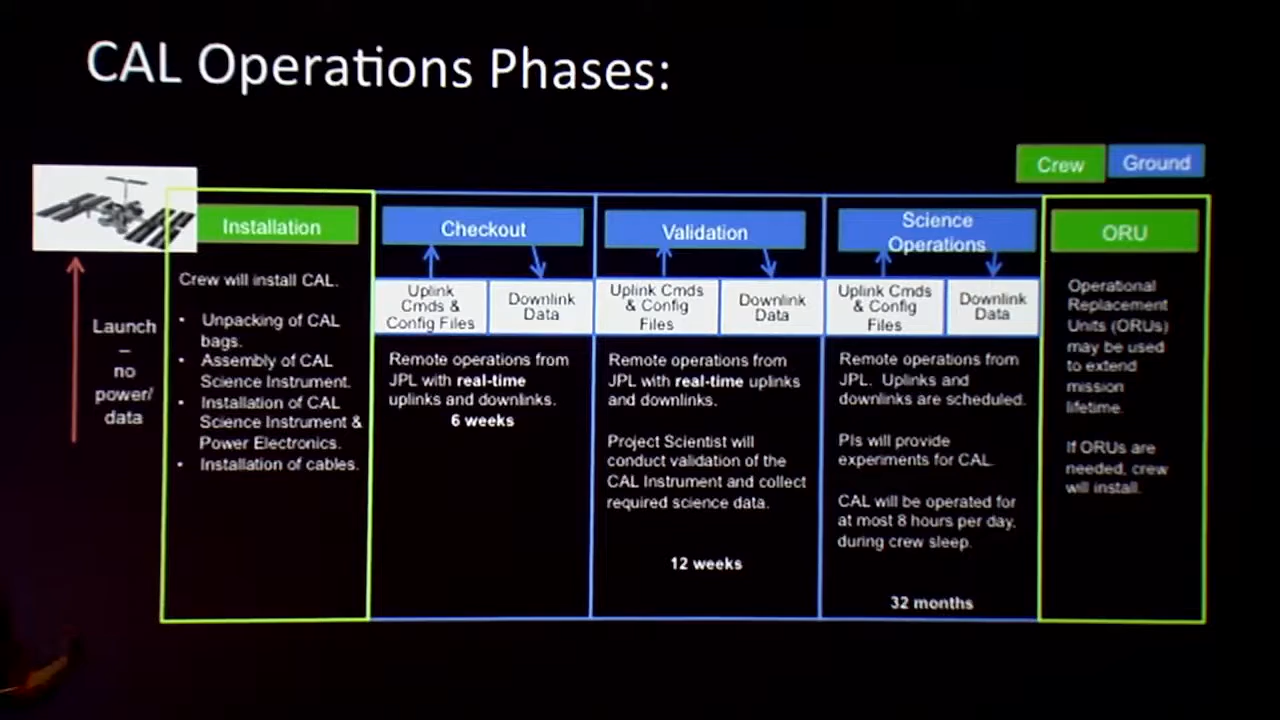 CAL Operations Phases:
Crew
Ground
Launch
–
no
power/
data
Installation
Crew will install CAL.
• Unpacking of CAL
bags.
• Assembly of CAL
Science Instrument.
• Installation of CAL
Science Instrument &
Power Electronics.
• Installation of cables.
Checkout
Uplink
Cmds &
Config Files
Downlink
Data
Remote operations from
JPL with real-time
uplinks and downlinks.
6 weeks
Validation
Uplink Cmds
& Config
Files
Downlink
Data
Remote operations from
JPL with real-time uplinks
and downlinks.
Project Scientist will
conduct validation of the
CAL Instrument and collect
required science data.
12 weeks
Science
Operations
Uplink Cmds
& Config
Files
Downlink
Data
Remote operations from
JPL. Uplinks and
downlinks are scheduled.
PIs will provide
experiments for CAL.
CAL will be operated for
at most 8 hours per day,
during crew sleep.
32 months
ORU
Operational
Replacement
Units (ORUs)
may be used
to extend
mission
lifetime.
If ORUs are
needed, crew
will install.